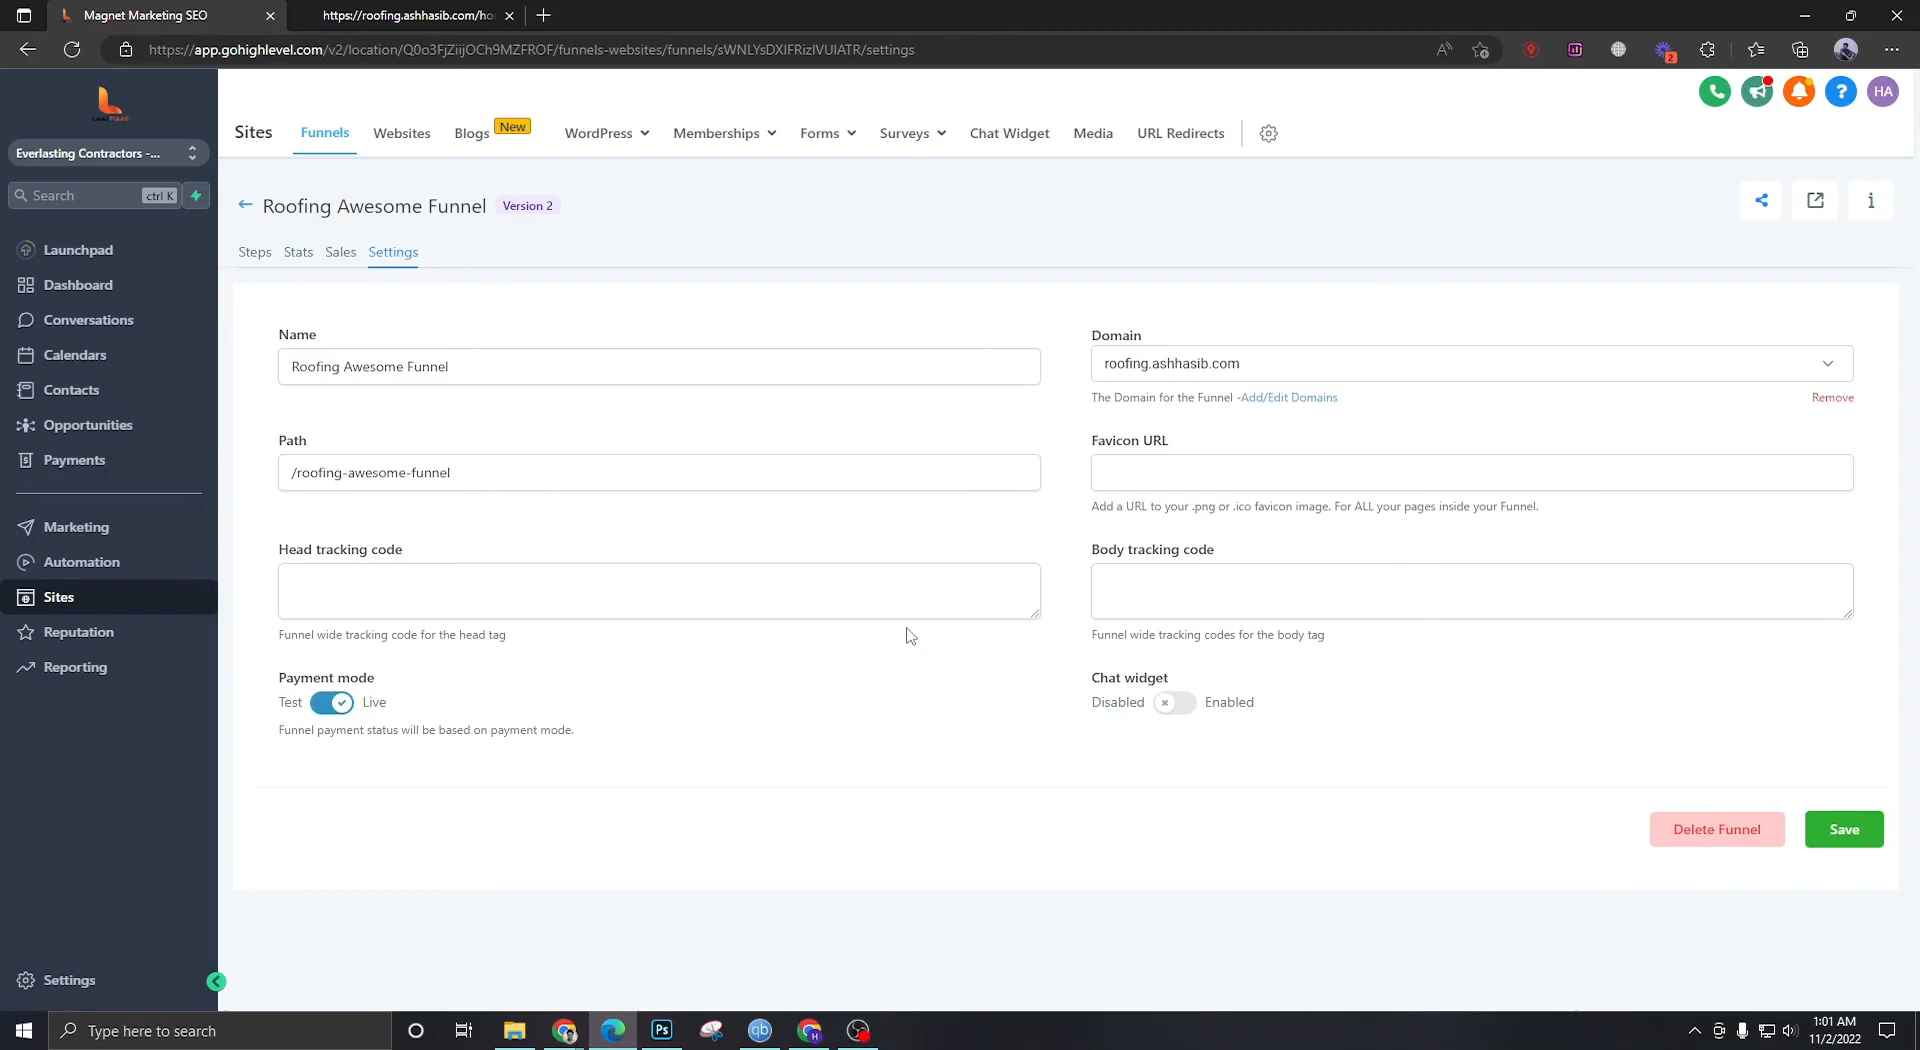 Magnet Marketing SEO
https://roofing.ashhasib.com/ho
https://app.gohighlevel.com/v2/location/Q0o3FjZiijOCh9MZFROF/funnels-websites/funnels/sWNLYsDXIFRizIVUIATR/settings
2
HA
Sites
Funnels
Websites
Blogs
New
WordPress
Memberships
Forms
Surveys
Chat Widget
Media
URL Redirects
Everlasting Contractors -...
Search
ctrl K
Launchpad
Dashboard
Conversations
Calendars
Contacts
Opportunities
Payments
Marketing
Automation
Sites
Reputation
Reporting
Settings
Roofing Awesome Funnel
Version 2
Steps
Stats
Sales
Settings
Name
Roofing Awesome Funnel
Domain
roofing.ashhasib.com
The Domain for the Funnel -Add/Edit Domains
Remove
Path
/roofing-awesome-funnel
Favicon URL
Add a URL to your .png or .ico favicon image. For ALL your pages inside your Funnel.
Head tracking code
Funnel wide tracking code for the head tag
Body tracking code
Funnel wide tracking codes for the body tag
Payment mode
Test
Live
Funnel payment status will be based on payment mode.
Chat widget
Disabled
Enabled
Delete Funnel
Save
Type here to search
Ps
qb
H
1:01 AM
11/2/2022